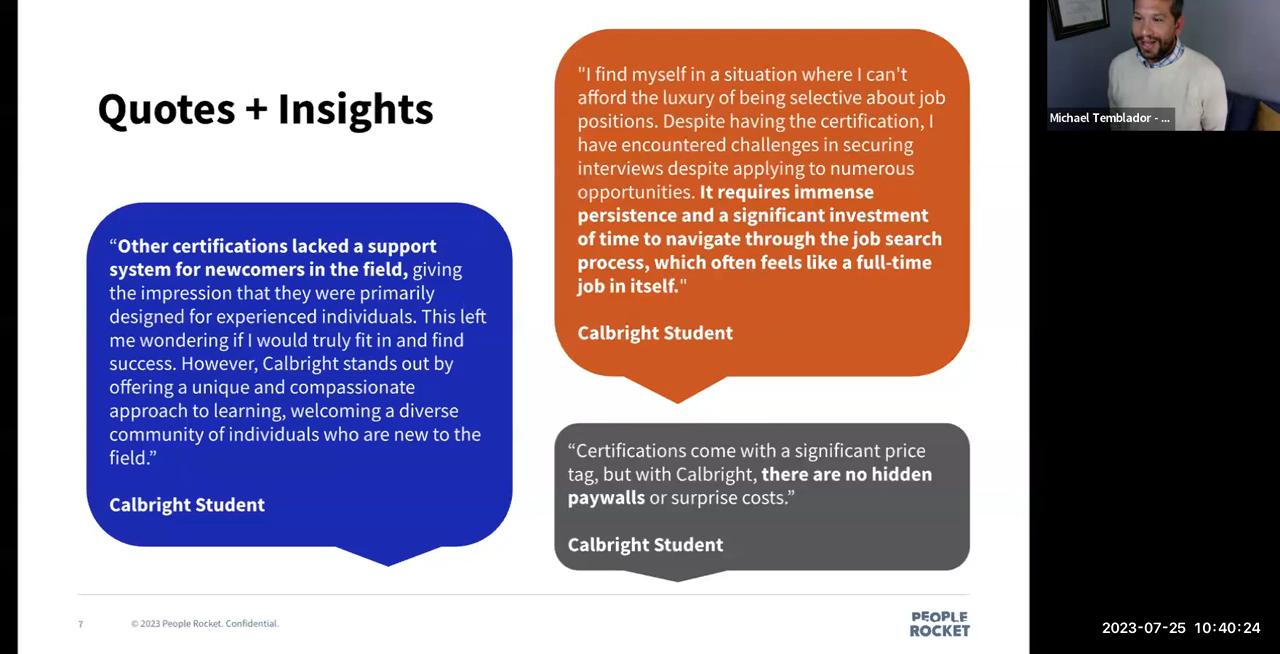 Quotes + Insights
“Other certifications lacked a support
system for newcomers in the field, giving
the impression that they were primarily
designed for experienced individuals. This left
me wondering if I would truly fit in and find
success. However, Calbright stands out by
offering a unique and compassionate
approach to learning, welcoming a diverse
community of individuals who are new to the
field.”
Calbright Student
"I find myself in a situation where I can't
afford the luxury of being selective about job
positions. Despite having the certification, I
have encountered challenges in securing
interviews despite applying to numerous
opportunities. It requires immense
persistence and a significant investment
of time to navigate through the job search
process, which often feels like a full-time
job in itself."
Calbright Student
“Certifications come with a significant price
tag, but with Calbright, there are no hidden
paywalls or surprise costs.”
Calbright Student
7
© 2023 People Rocket. Confidential.
PEOPLE
ROCKET
Michael Temblador - ...
2023-07-25 10:40:24